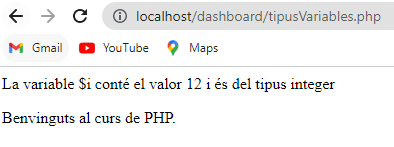 localhost/dashboard/tipusVariables.php
Gmail YouTube Maps
La variable $i conté el valor 12 i és del tipus integer
Benvinguts al curs de PHP.